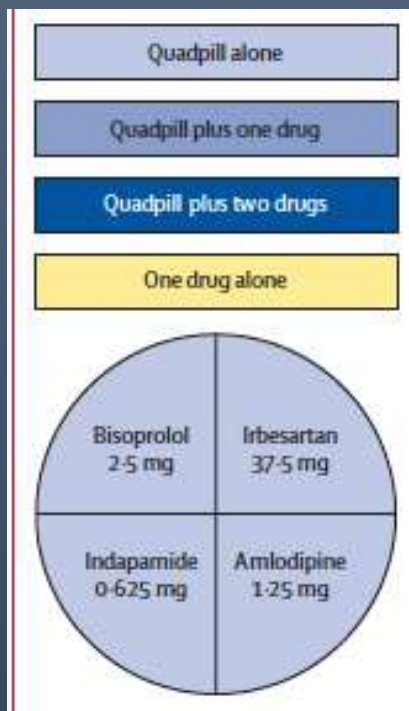 Quadpill alone
Quadpill plus one drug
Quadpill plus two drugs
One drug alone
Bisoprolol
2·5 mg
Irbesartan
37·5 mg
Indapamide
0·625 mg
Amlodipine
1·25 mg